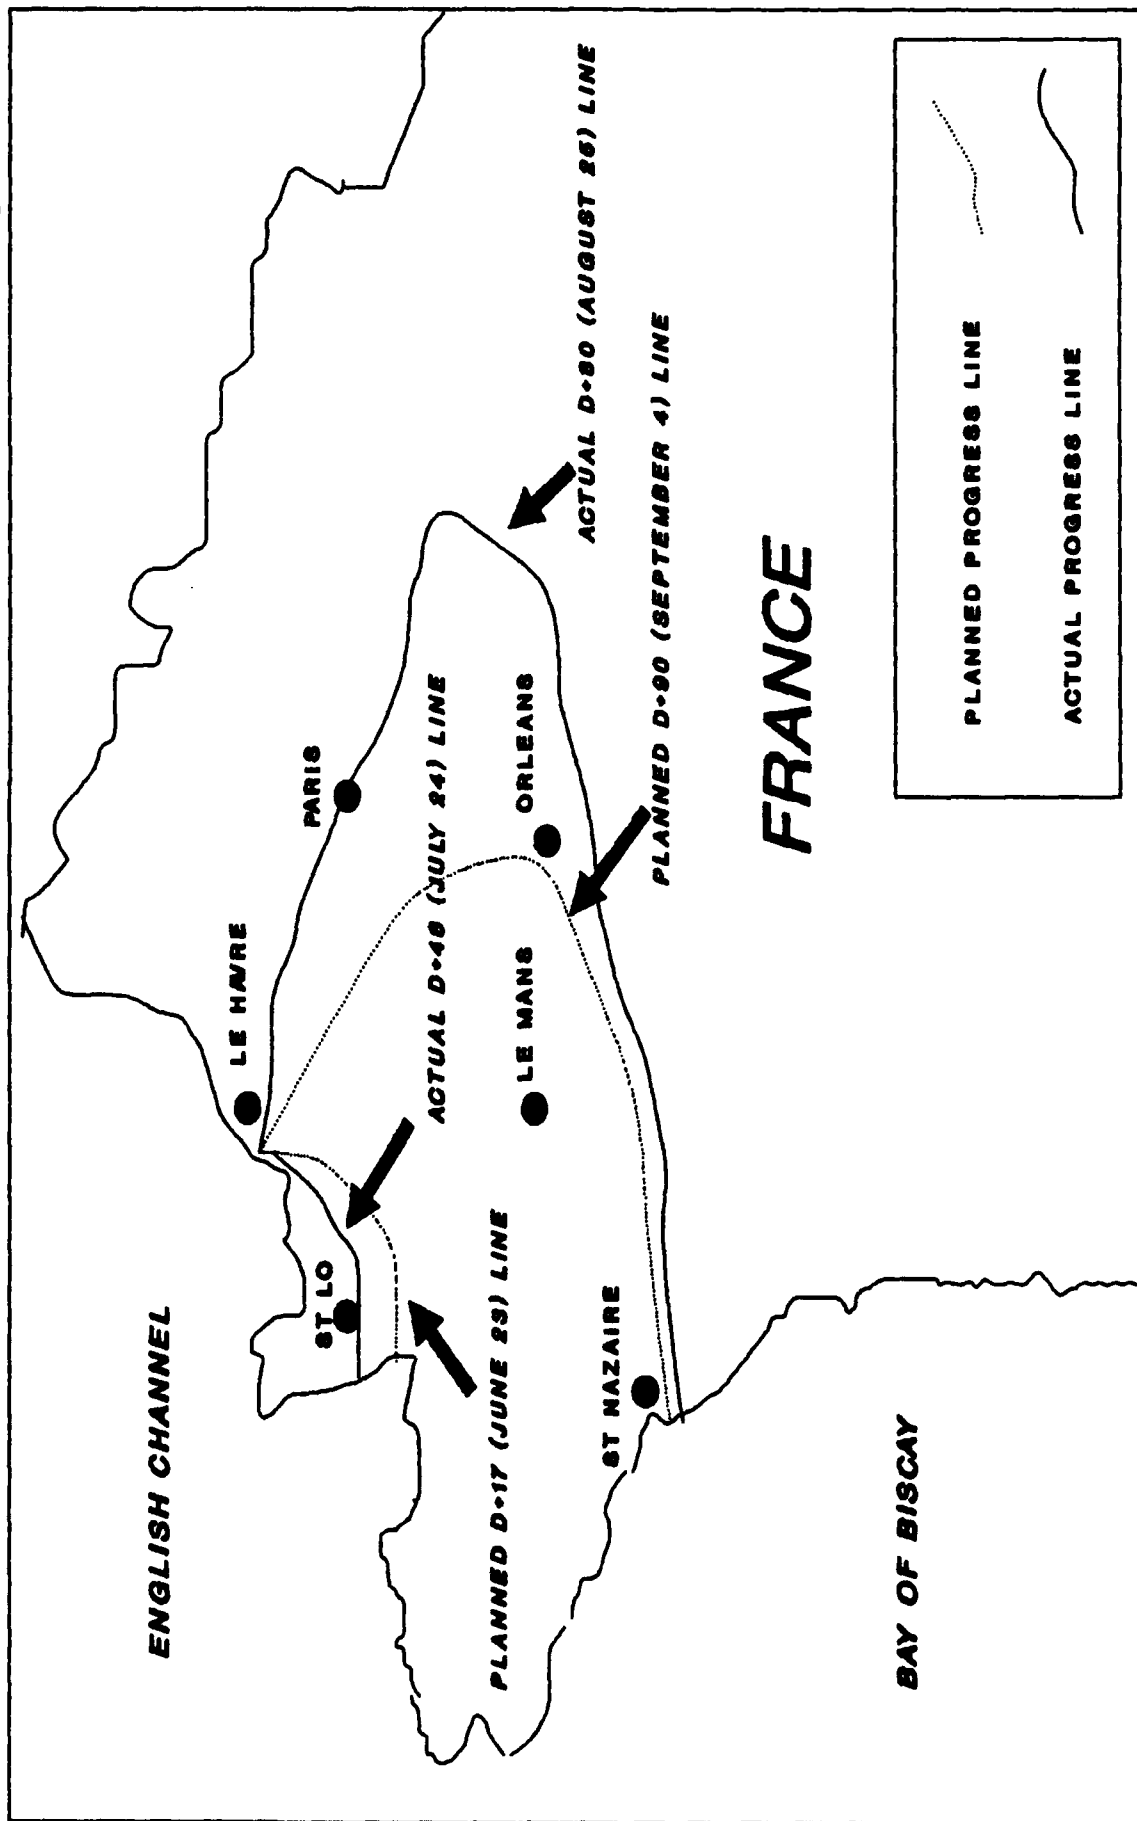 ENGLISH CHANNEL
LE HAVRE
PARIS
ST LO
ACTUAL D+48 (JULY 24) LINE
PLANNED D+17 (JUNE 23) LINE
LE MANS
ORLEANS
ACTUAL D+80 (AUGUST 25) LINE
ST NAZAIRE
PLANNED D+90 (SEPTEMBER 4) LINE
FRANCE
BAY OF BISCAY
PLANNED PROGRESS LINE
ACTUAL PROGRESS LINE